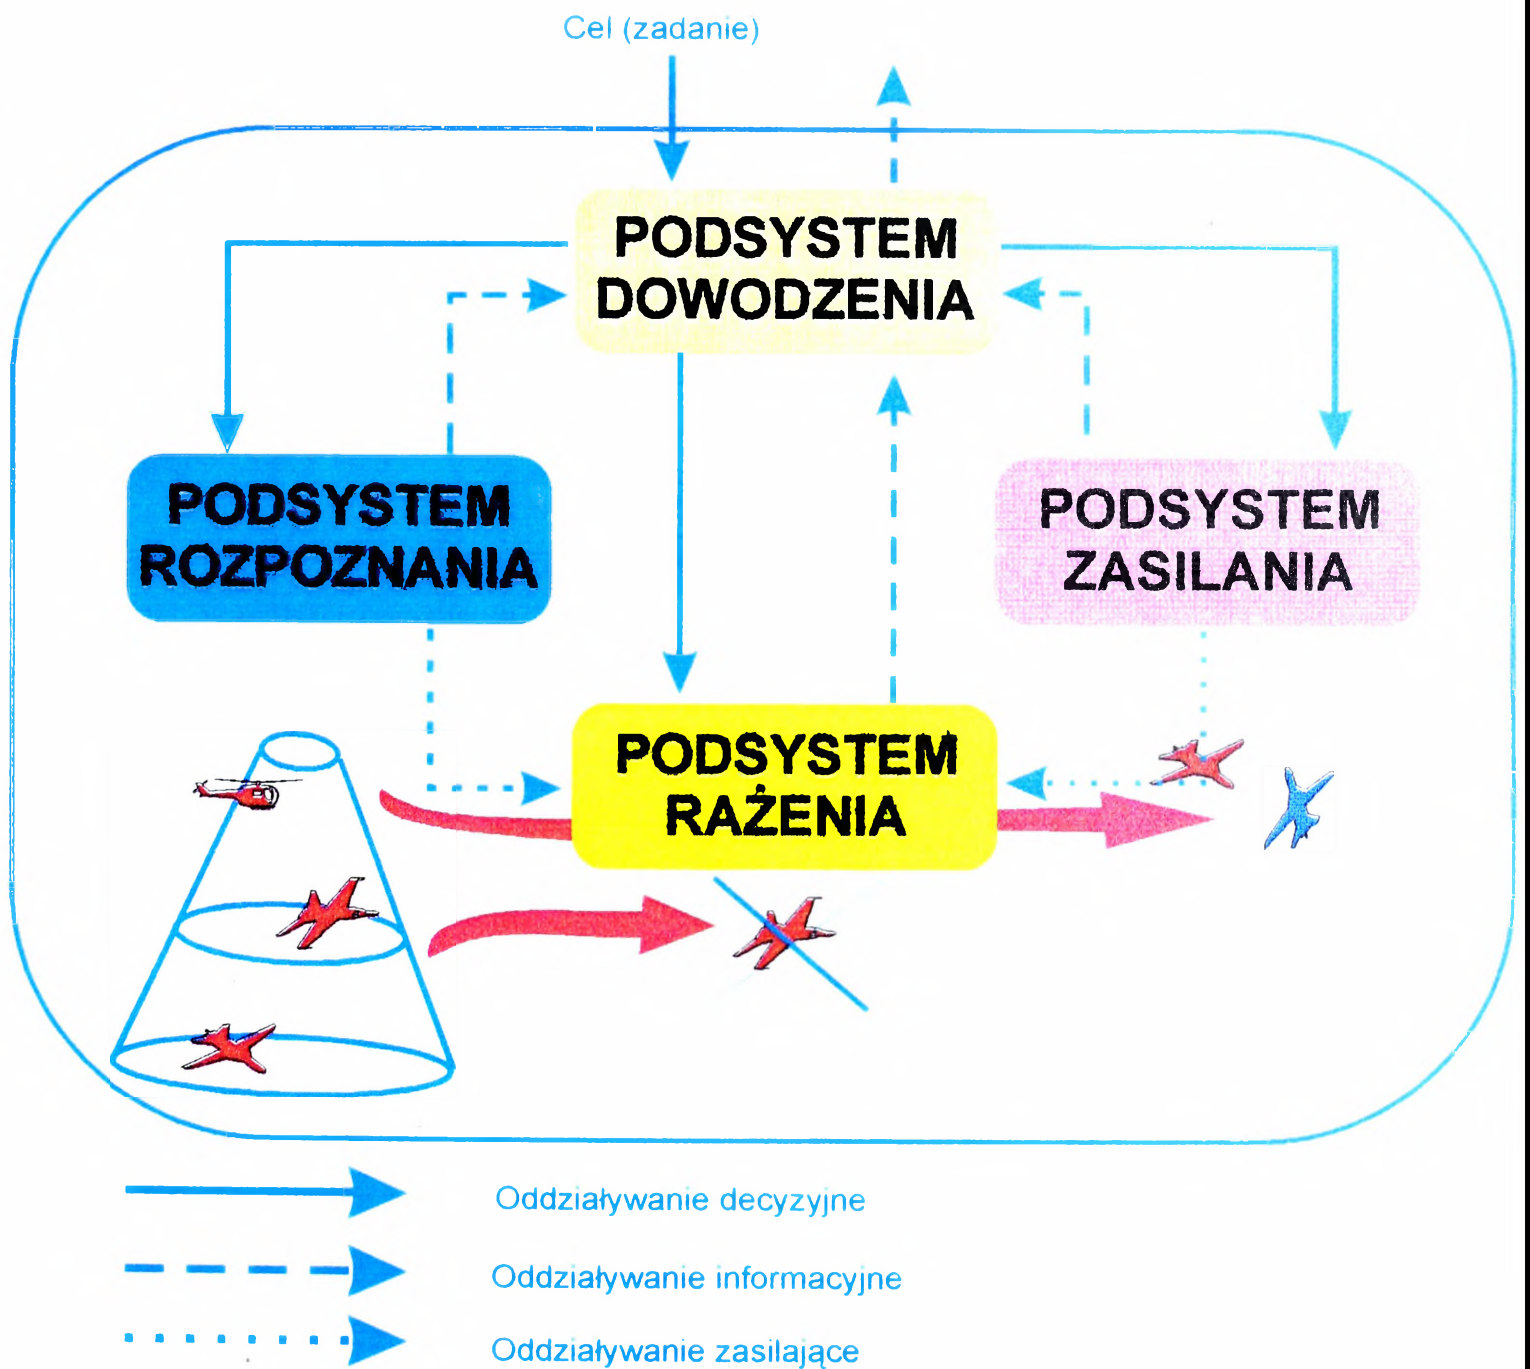 Cel (zadanie)
PODSYSTEM
DOWODZENIA
PODSYSTEM
ROZPOZNANIA
PODSYSTEM
ZASILANIA
PODSYSTEM
RAŻENIA
Oddziaływanie decyzyjne
Oddziaływanie informacyjne
Oddziaływanie zasilające